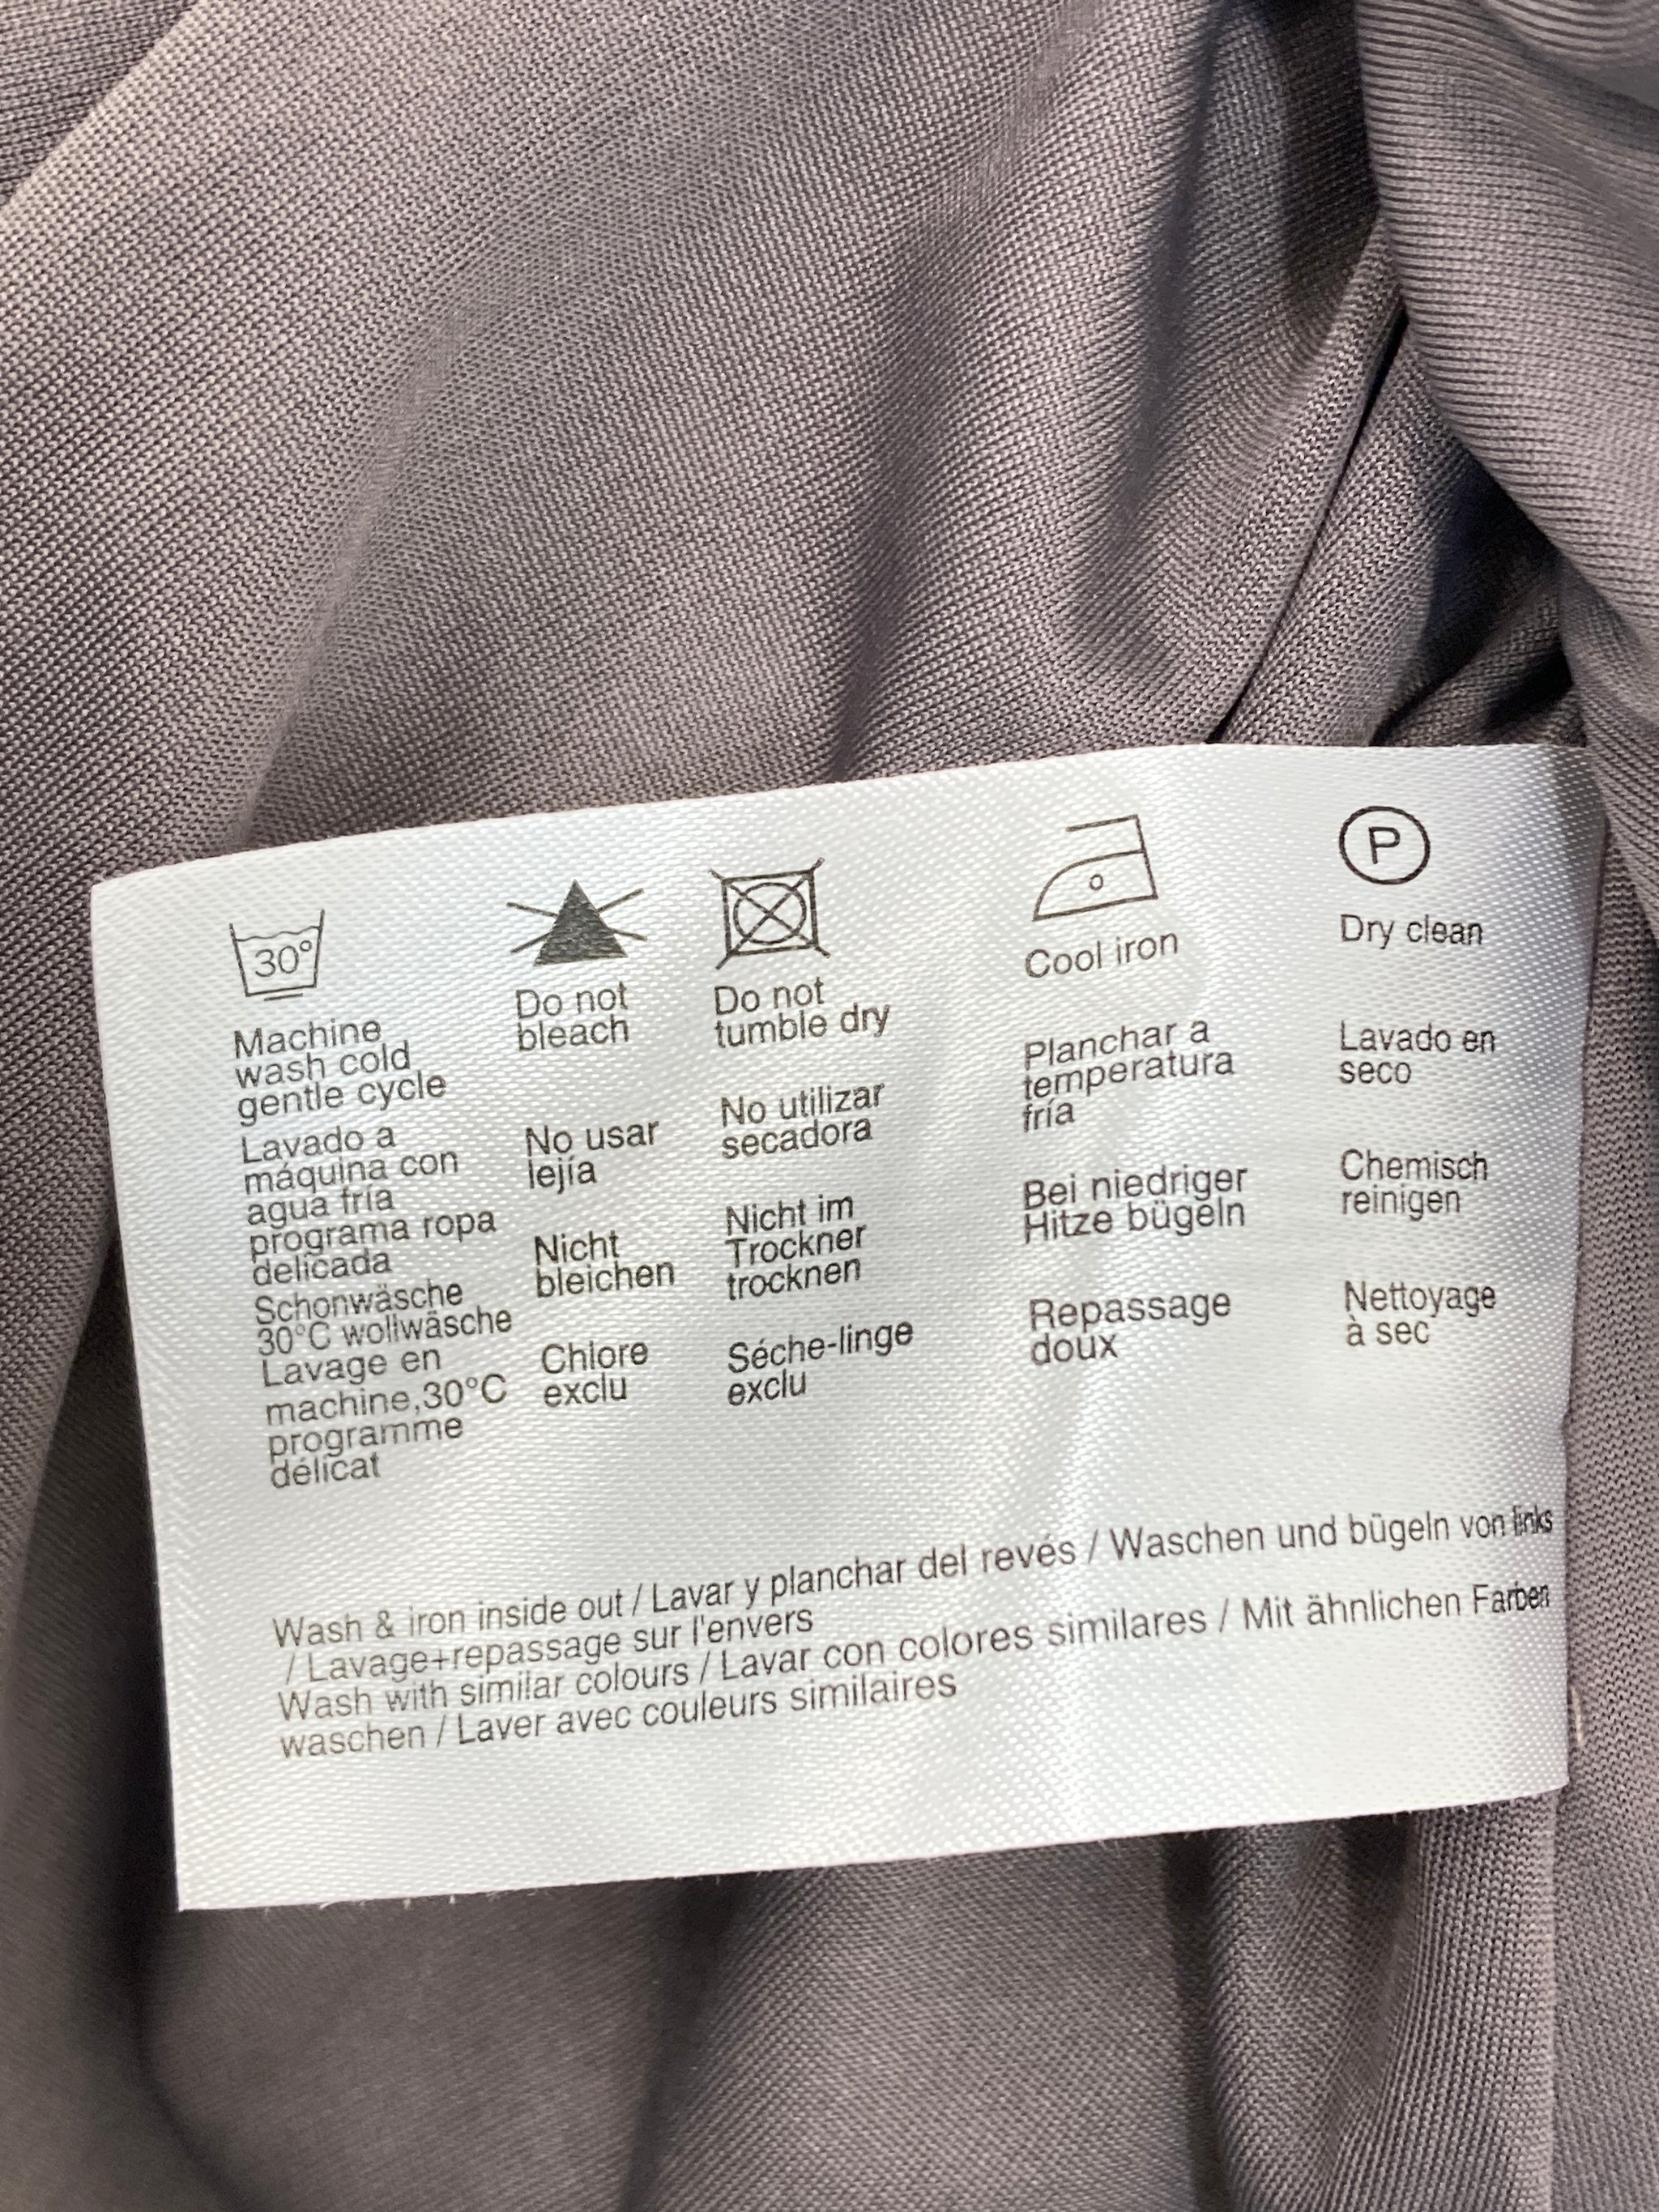 30°
Machine
wash cold
gentle cycle
Lavado a
máquina con
agua fría
programa ropa
delicada
Schonwäsche
30°C wollwäsche
Lavage en
machine,30°C
programme
délicat
Do not
bleach
No usar
lejía
Nicht
bleichen
Chlore
exclu
Do not
tumble dry
No utilizar
secadora
Nicht im
Trockner
trocknen
Séche-linge
exclu
Cool iron
Planchar a
temperatura
fría
Bei niedriger
Hitze bügeln
Repassage
doux
P
Dry clean
Lavado en
seco
Chemisch
reinigen
Nettoyage
à sec
Wash & iron inside out / Lavar y planchar del revés / Waschen und bügeln von links
/ Lavage+repassage sur l'envers
Wash with similar colours / Lavar con colores similares / Mit ähnlichen Farben
waschen / Laver avec couleurs similaires